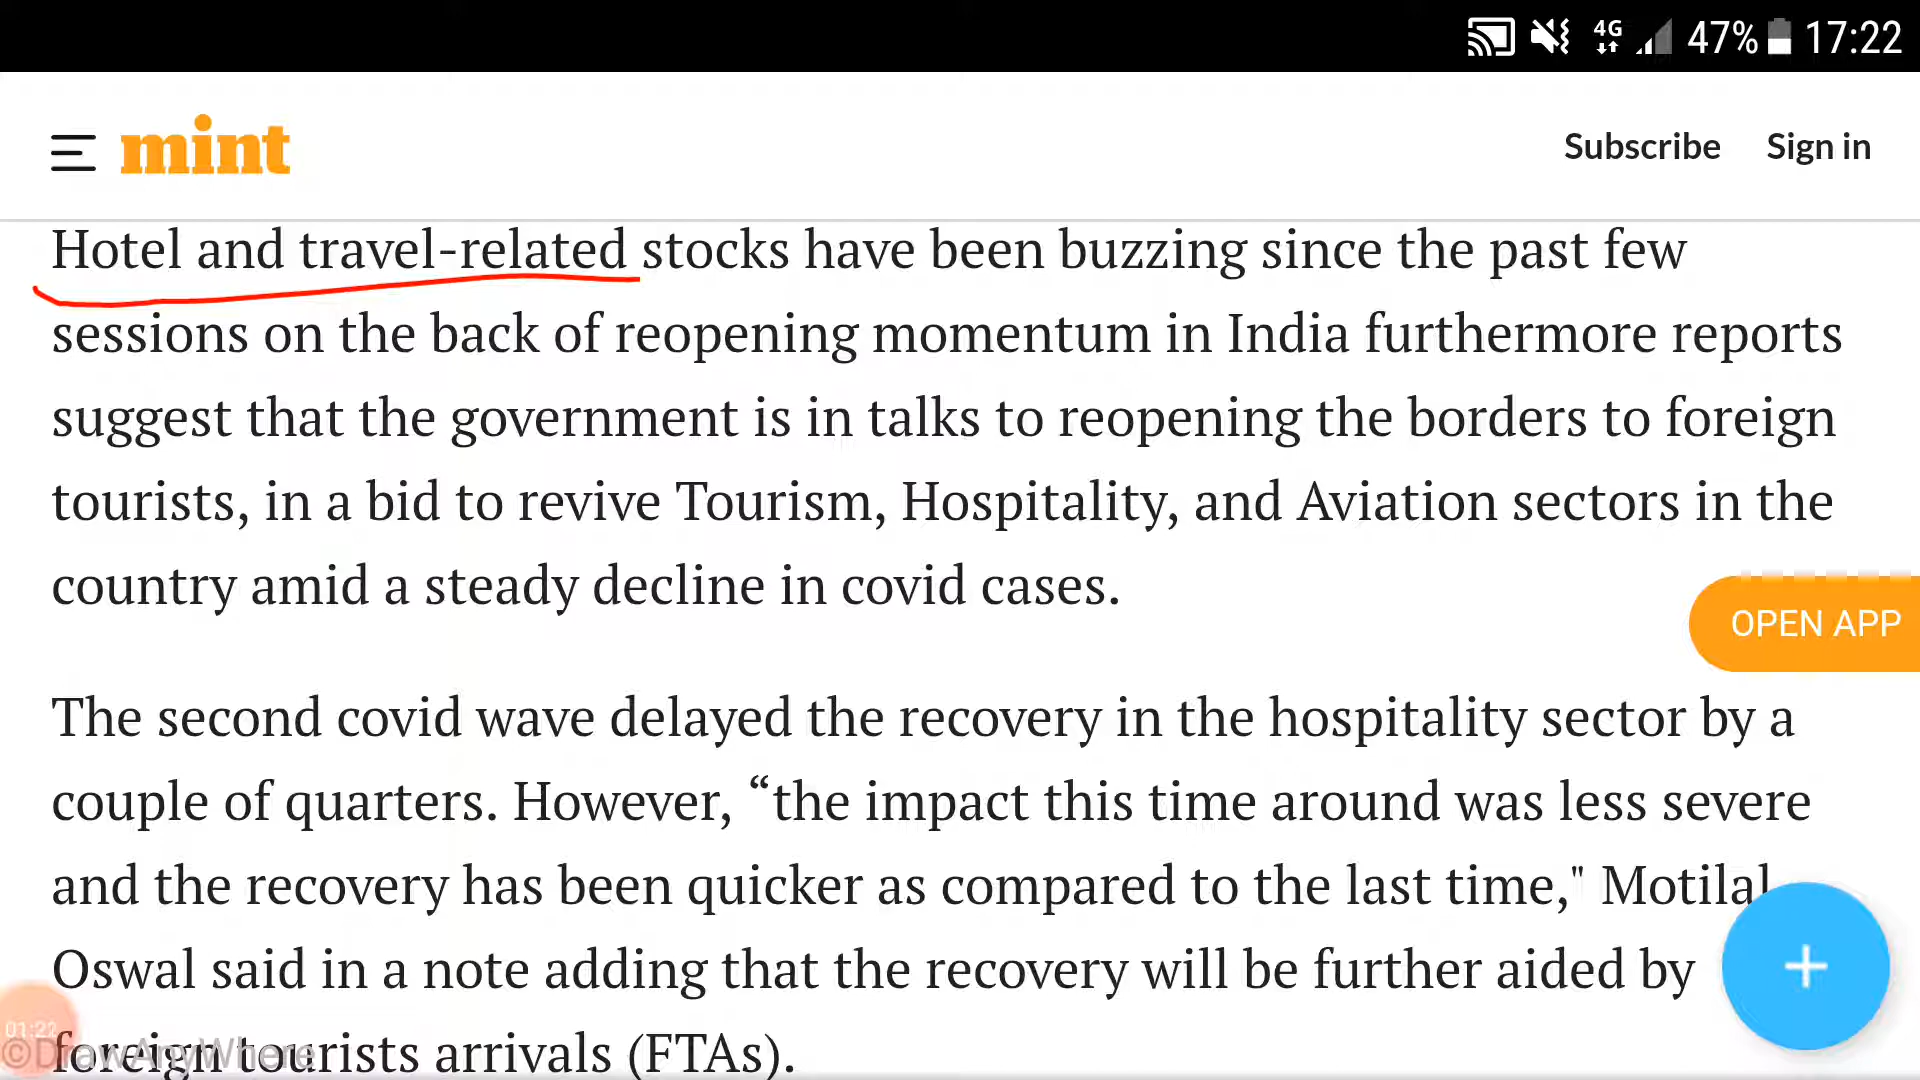 4G 47% 17:22
mint Subscribe Sign in
Hotel and travel-related stocks have been buzzing since the past few
sessions on the back of reopening momentum in India furthermore reports
suggest that the government is in talks to reopening the borders to foreign
tourists, in a bid to revive Tourism, Hospitality, and Aviation sectors in the
country amid a steady decline in covid cases.
OPEN APP
The second covid wave delayed the recovery in the hospitality sector by a
couple of quarters. However, “the impact this time around was less severe
and the recovery has been quicker as compared to the last time," Motilal
Oswal said in a note adding that the recovery will be further aided by
+
01:22
foreign tourists arrivals (FTAs).
©DrawAnyWhere